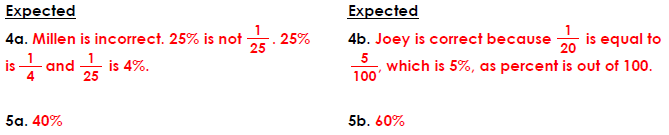 Expected
4a. Millen is incorrect. 25% is not 1/25. 25%
is 1/4 and 1/25 is 4%.
5a. 40%
Expected
4b. Joey is correct because 1/20 is equal to
5/100, which is 5%, as percent is out of 100.
5b. 60%